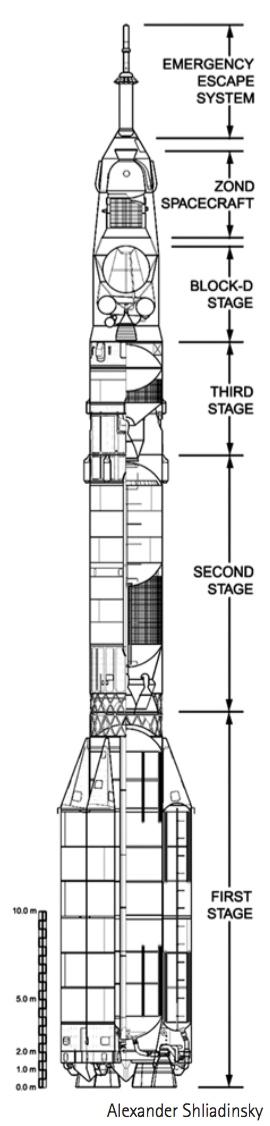 EMERGENCY
ESCAPE
SYSTEM
ZOND
SPACECRAFT
BLOCK-D
STAGE
THIRD
STAGE
SECOND
STAGE
FIRST
STAGE
10.0 m
5.0 m
2.0 m
1.0 m
0.0 m
Alexander Shliadinsky